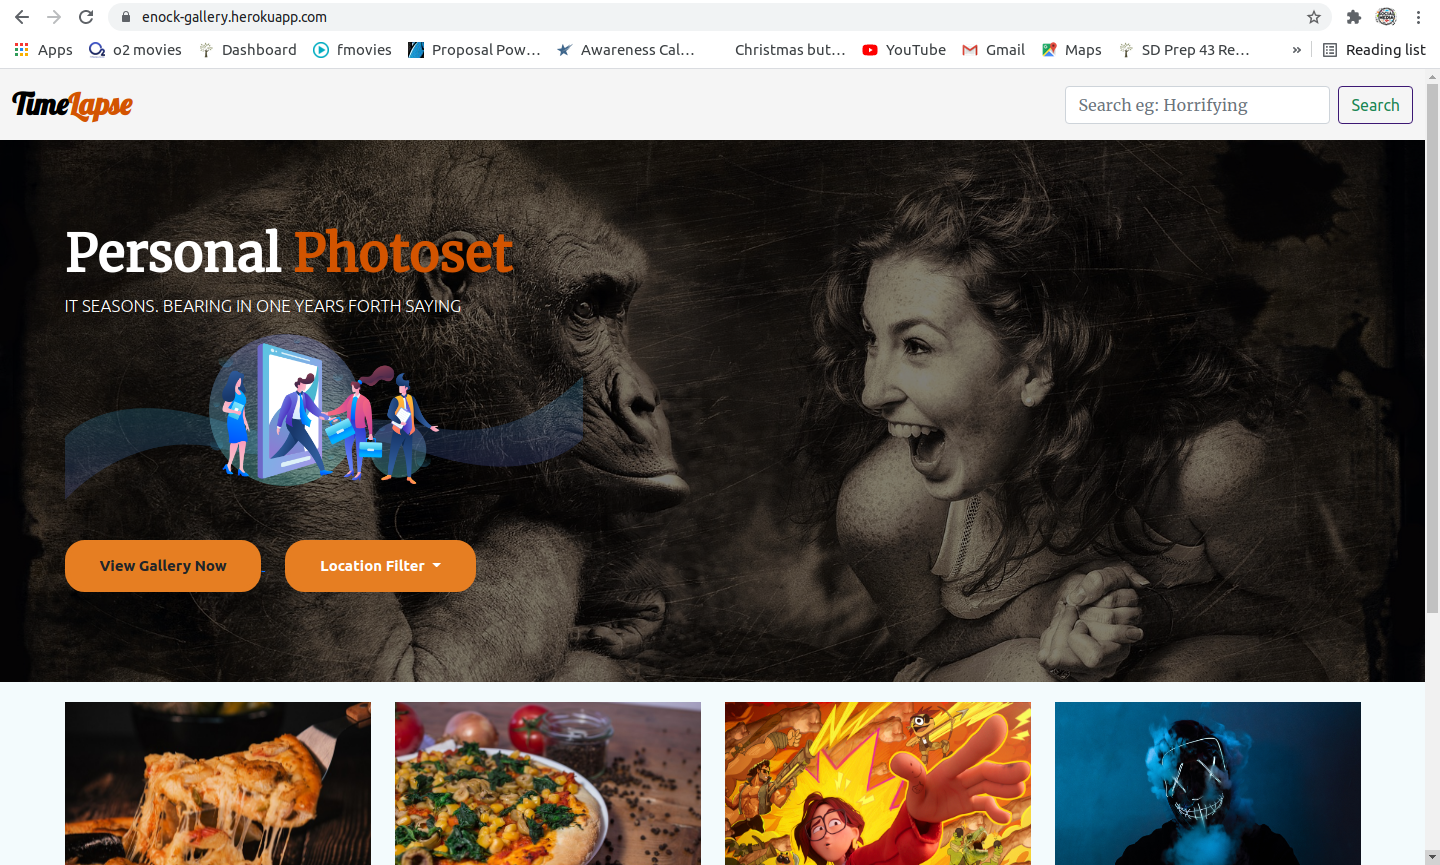 enock-gallery.herokuapp.com
Apps o2 movies Dashboard fmovies Proposal Pow... Awareness Cal... Christmas but... YouTube Gmail Maps SD Prep 43 Re... » Reading list
TimeLapse
Search eg: Horrifying
Search
Personal Photoset
IT SEASONS. BEARING IN ONE YEARS FORTH SAYING
View Gallery Now
Location Filter